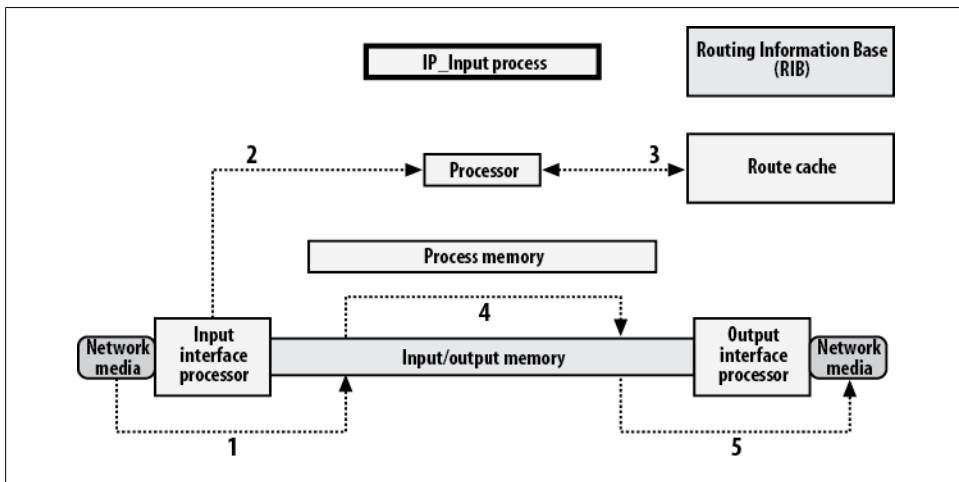 IP_Input process
Routing Information Base
(RIB)
2
Processor
3
Route cache
Process memory
4
Network
media
Input
interface
processor
Input/output memory
Output
interface
processor
Network
media
1
5